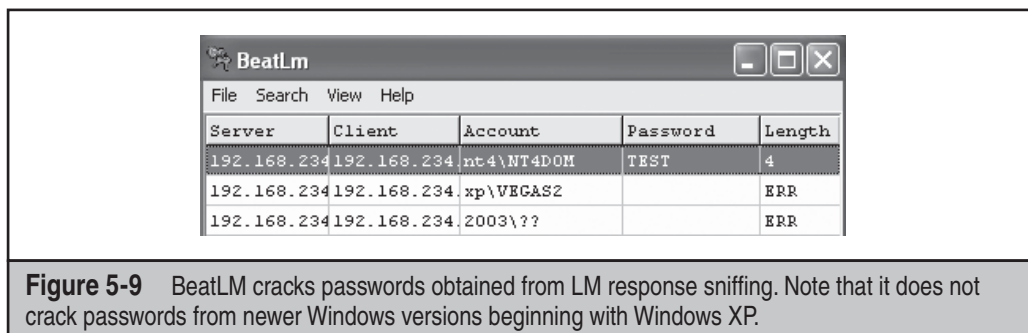 BeatLm
File Search View Help
Server Client Account Password Length
192.168.234 192.168.234. nt4\NT4DOM TEST 4
192.168.234 192.168.234. xp\VEGAS2 ERR
192.168.234 192.168.234. 2003\?? ERR
Figure 5-9 BeatLM cracks passwords obtained from LM response sniffing. Note that it does not
crack passwords from newer Windows versions beginning with Windows XP.